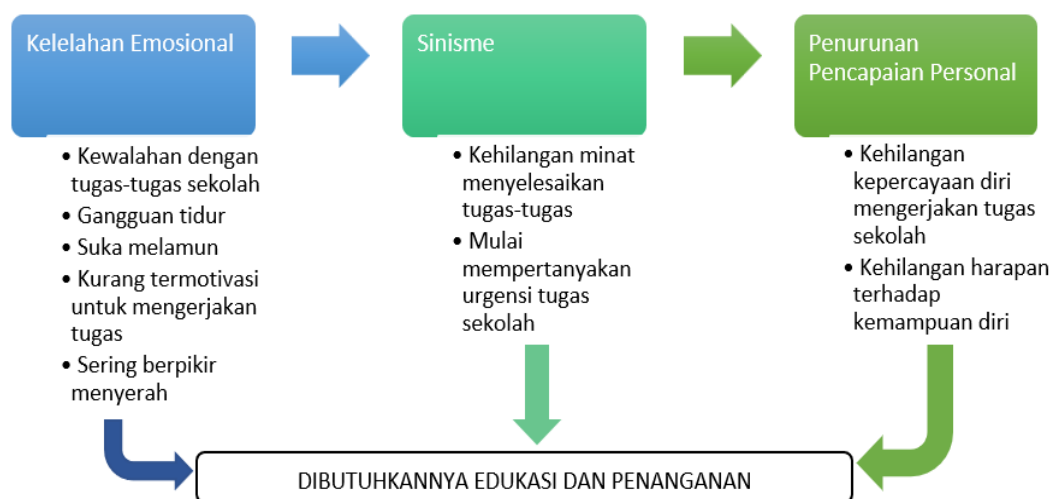 Kelelahan Emosional
• Kewalahan dengan
tugas-tugas sekolah
• Gangguan tidur
• Suka melamun
• Kurang termotivasi
untuk mengerjakan
tugas
• Sering berpikir
menyerah
Sinisme
• Kehilangan minat
menyelesaikan
tugas-tugas
• Mulai
mempertanyakan
urgensi tugas
sekolah
Penurunan
Pencapaian Personal
• Kehilangan
kepercayaan diri
mengerjakan tugas
sekolah
• Kehilangan harapan
terhadap
kemampuan diri
DIBUTUHKANNYA EDUKASI DAN PENANGANAN